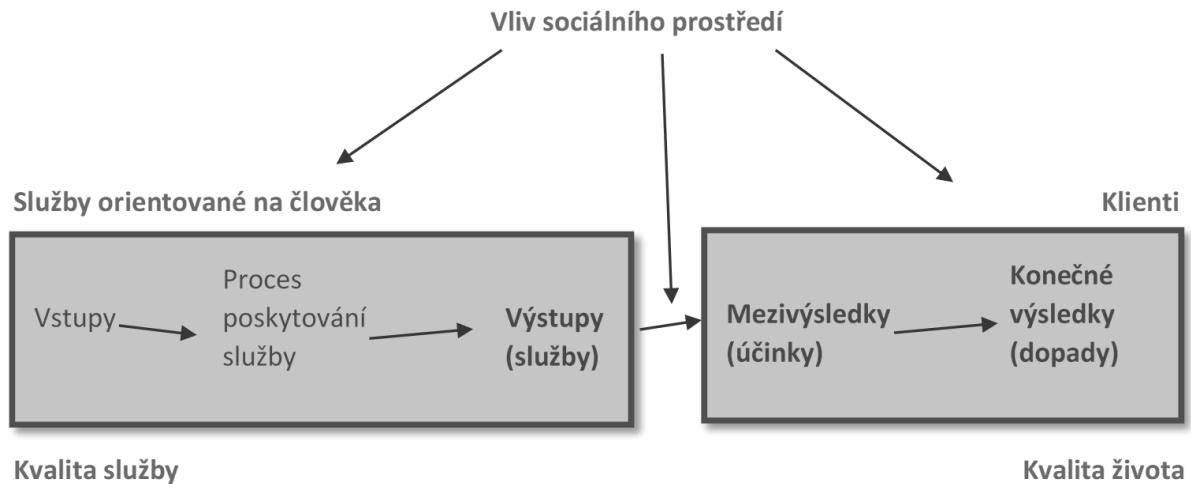 Vliv sociálního prostředí
Služby orientované na člověka
Klienti
Vstupy
Proces
poskytování
služby
Výstupy
(služby)
Mezivýsledky
(účinky)
Konečné
výsledky
(dopady)
Kvalita služby
Kvalita života